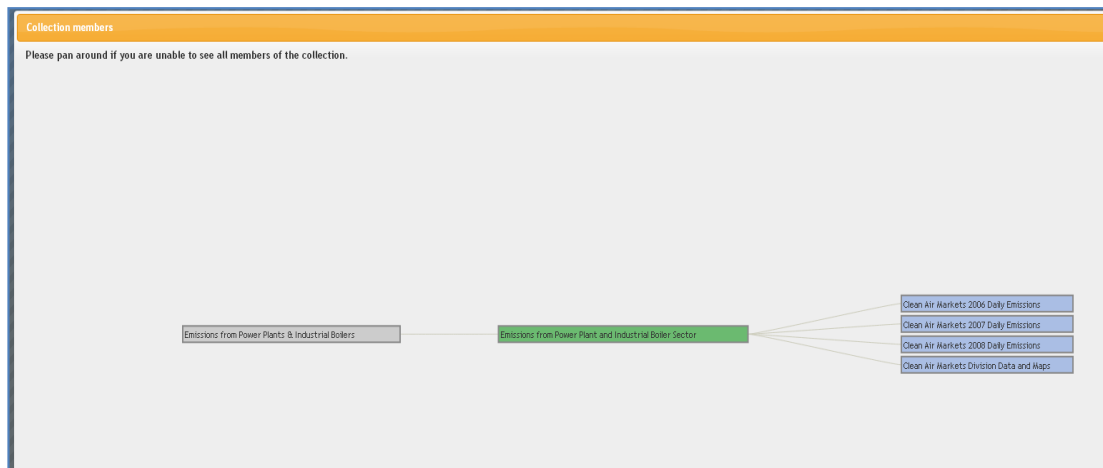 Collection members
Please pan around if you are unable to see all members of the collection.
Emissions from Power Plants & Industrial Boilers
Emissions from Power Plant and Industrial Boiler Sector
Clean Air Markets 2006 Daily Emissions
Clean Air Markets 2007 Daily Emissions
Clean Air Markets 2008 Daily Emissions
Clean Air Markets Division Data and Maps